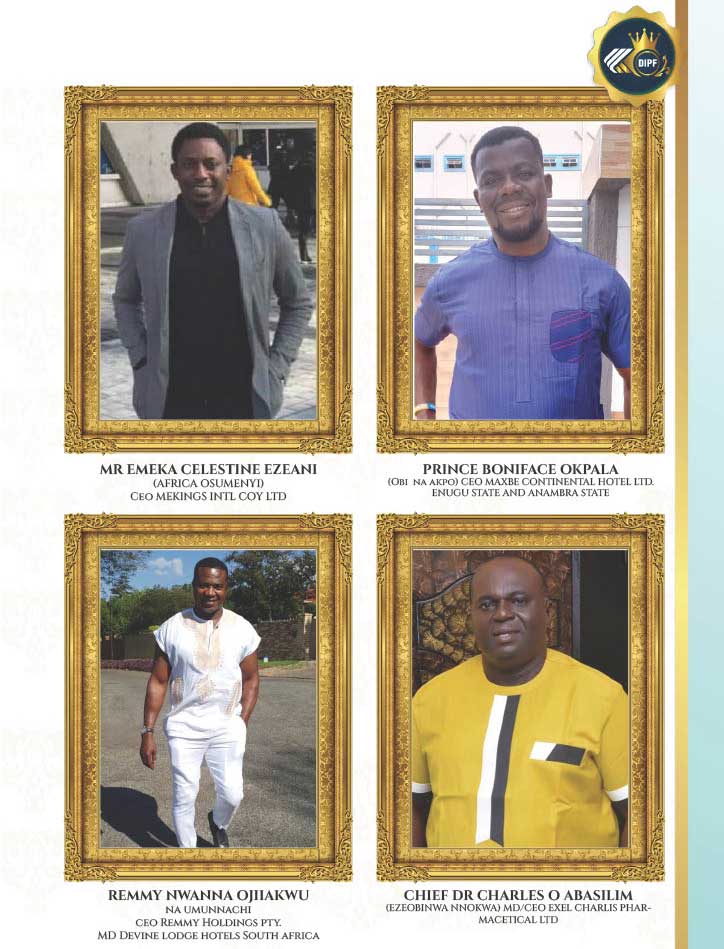 DIPF
MR EMEKA CELESTINE EZEANI
(AFRICA OSUMENYI)
CEO MEKINGS INTL COY LTD
PRINCE BONIFACE OKPALA
(OBI NA AKPO) CEO MAXBE CONTINENTAL HOTEL LTD.
ENUGU STATE AND ANAMBRA STATE
REMMY NWANNA OJIIAKWU
NA UMUNNACHI
CEO REMMY HOLDINGS PTY.
MD DEVINE LODGE HOTELS SOUTH AFRICA
CHIEF DR CHARLES O ABASILIM
(EZEOBINWA NNOKWA) MD/CEO EXEL CHARLIS PHAR-
MACETICAL LTD